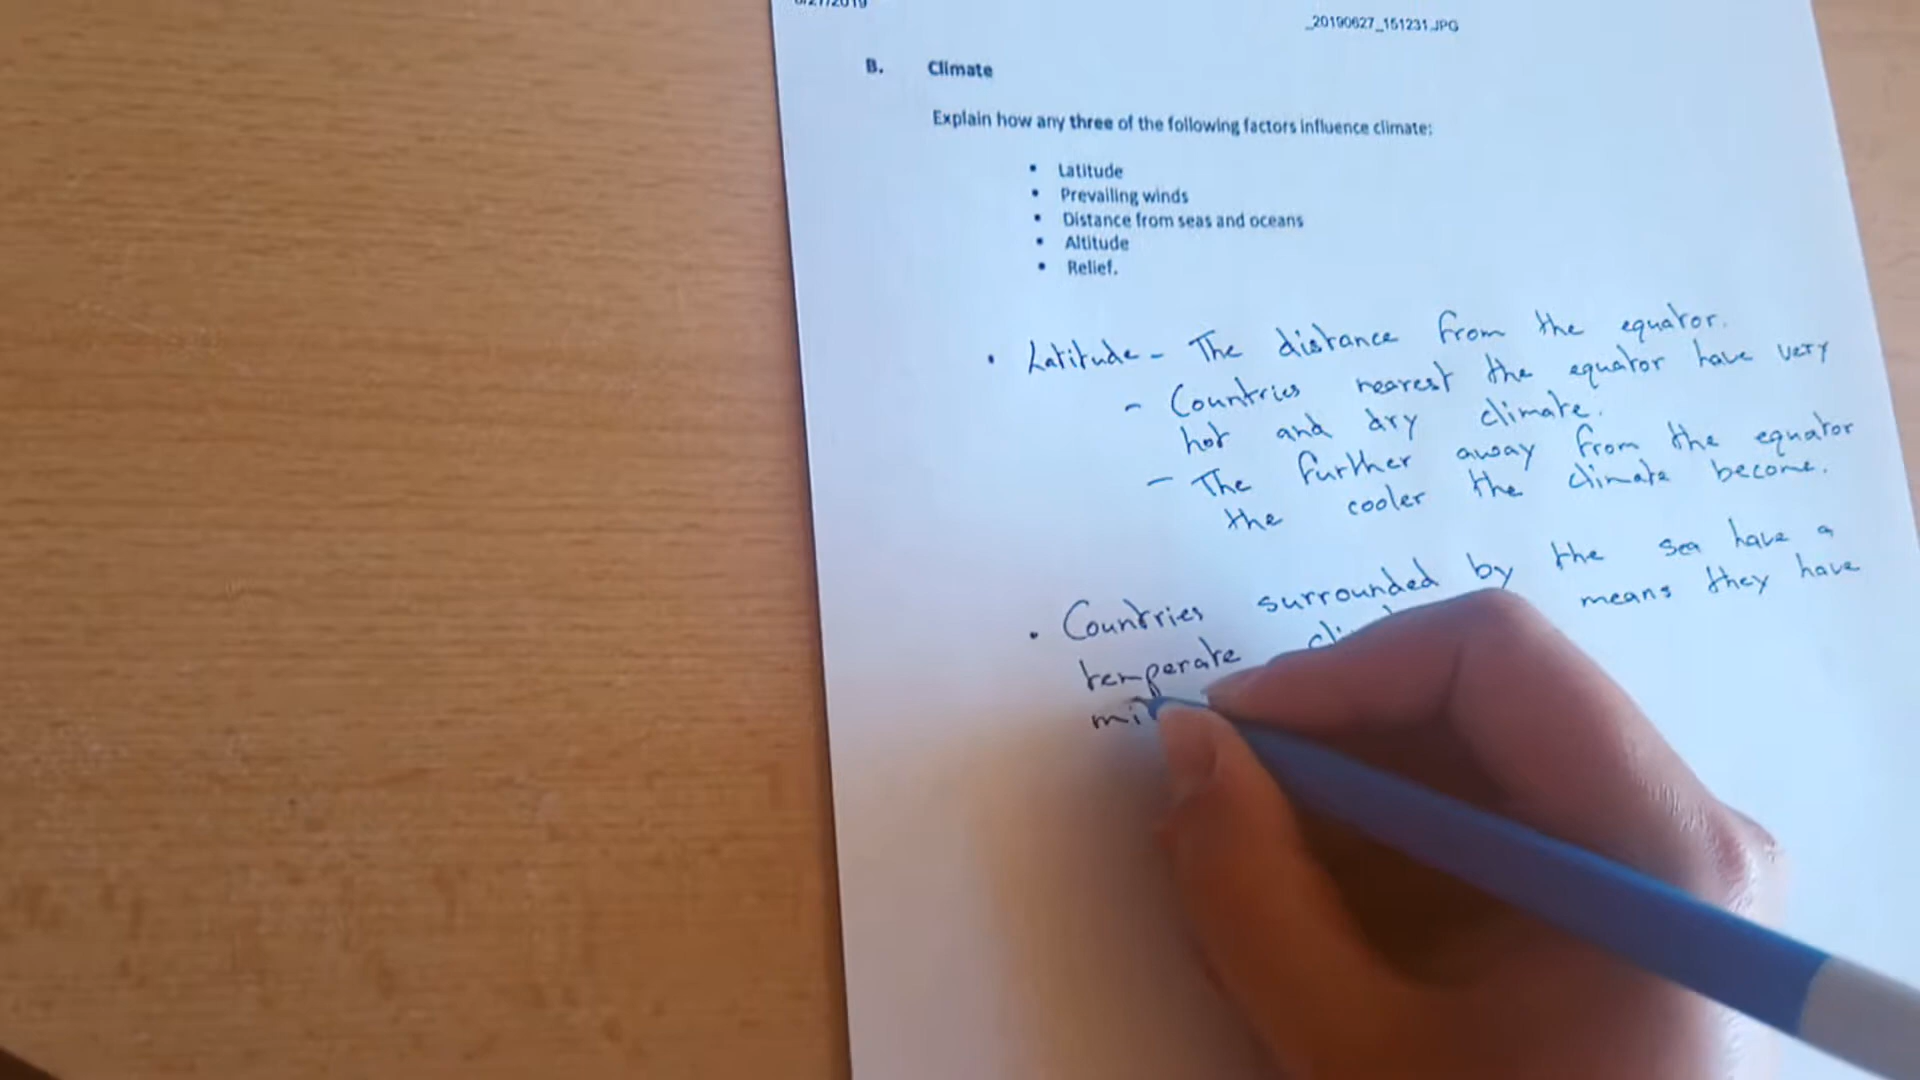 _20190627_151231.JPG
B. Climate
Explain how any three of the following factors influence climate:
• Latitude
• Prevailing winds
• Distance from seas and oceans
• Altitude
• Relief.
• Latitude - The distance from the equator.
- Countries nearest the equator have very
hot and dry climate.
- The further away from the equator
the cooler the climate become.
• Countries surrounded by the sea have a
temperate means they have